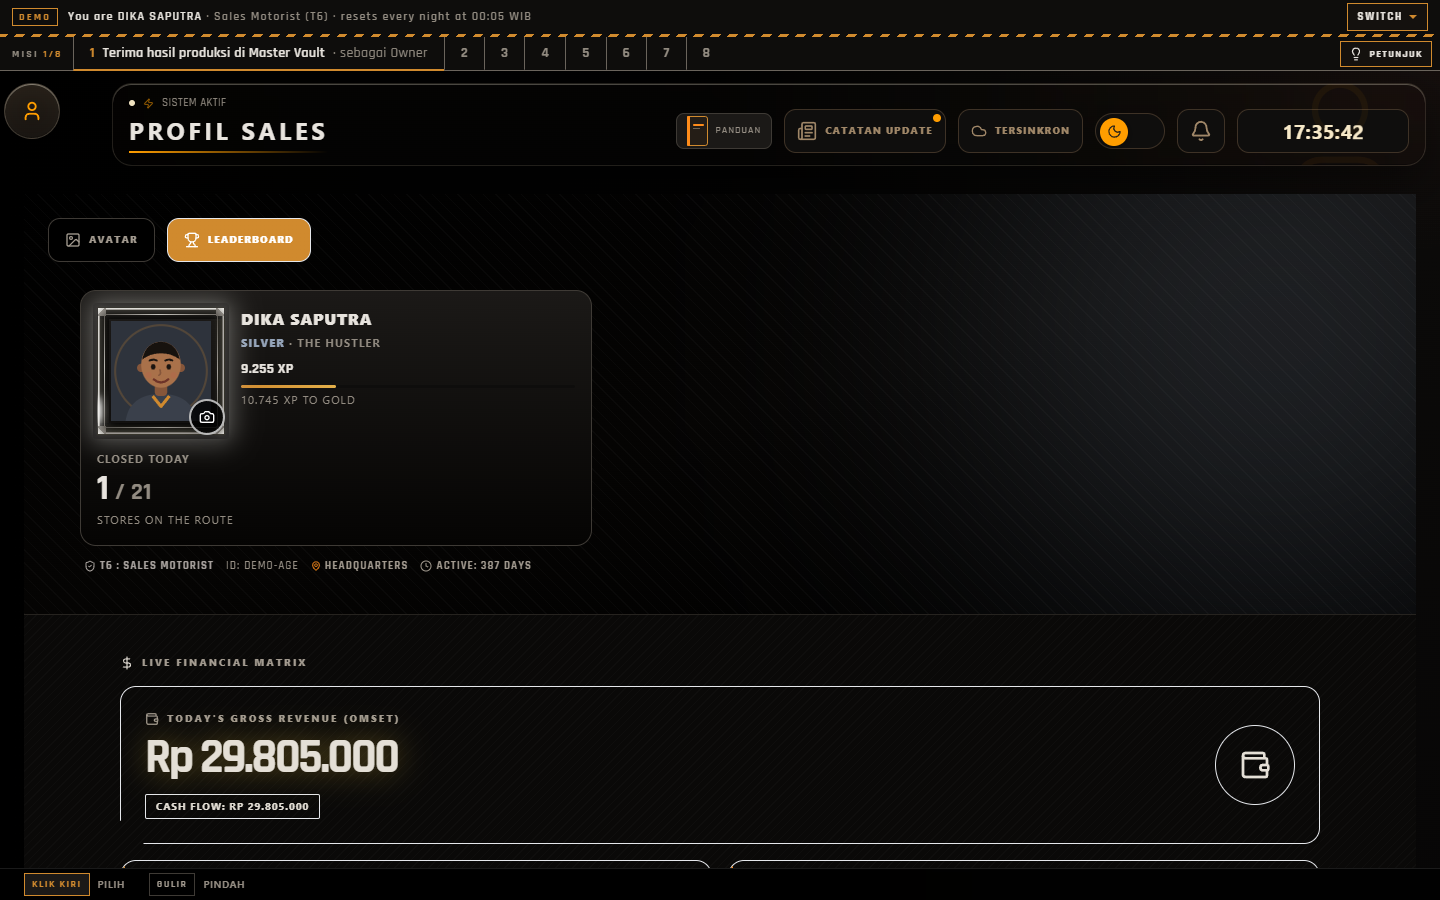 DEMO You are DIKA SAPUTRA · Sales Motorist (T6) · resets every night at 00:05 WIB SWITCH
MISI 1/8 1 Terima hasil produksi di Master Vault · sebagai Owner 2 3 4 5 6 7 8 PETUNJUK
SISTEM AKTIF
PROFIL SALES PANDUAN CATATAN UPDATE TERSINKRON 17:35:42
AVATAR LEADERBOARD
DIKA SAPUTRA
SILVER · THE HUSTLER
9.255 XP
10.745 XP TO GOLD
CLOSED TODAY
1 / 21
STORES ON THE ROUTE
T6 : SALES MOTORIST ID: DEMO-AGE HEADQUARTERS ACTIVE: 387 DAYS
LIVE FINANCIAL MATRIX
TODAY'S GROSS REVENUE (OMSET)
Rp 29.805.000
CASH FLOW: RP 29.805.000
KLIK KIRI PILIH GULIR PINDAH